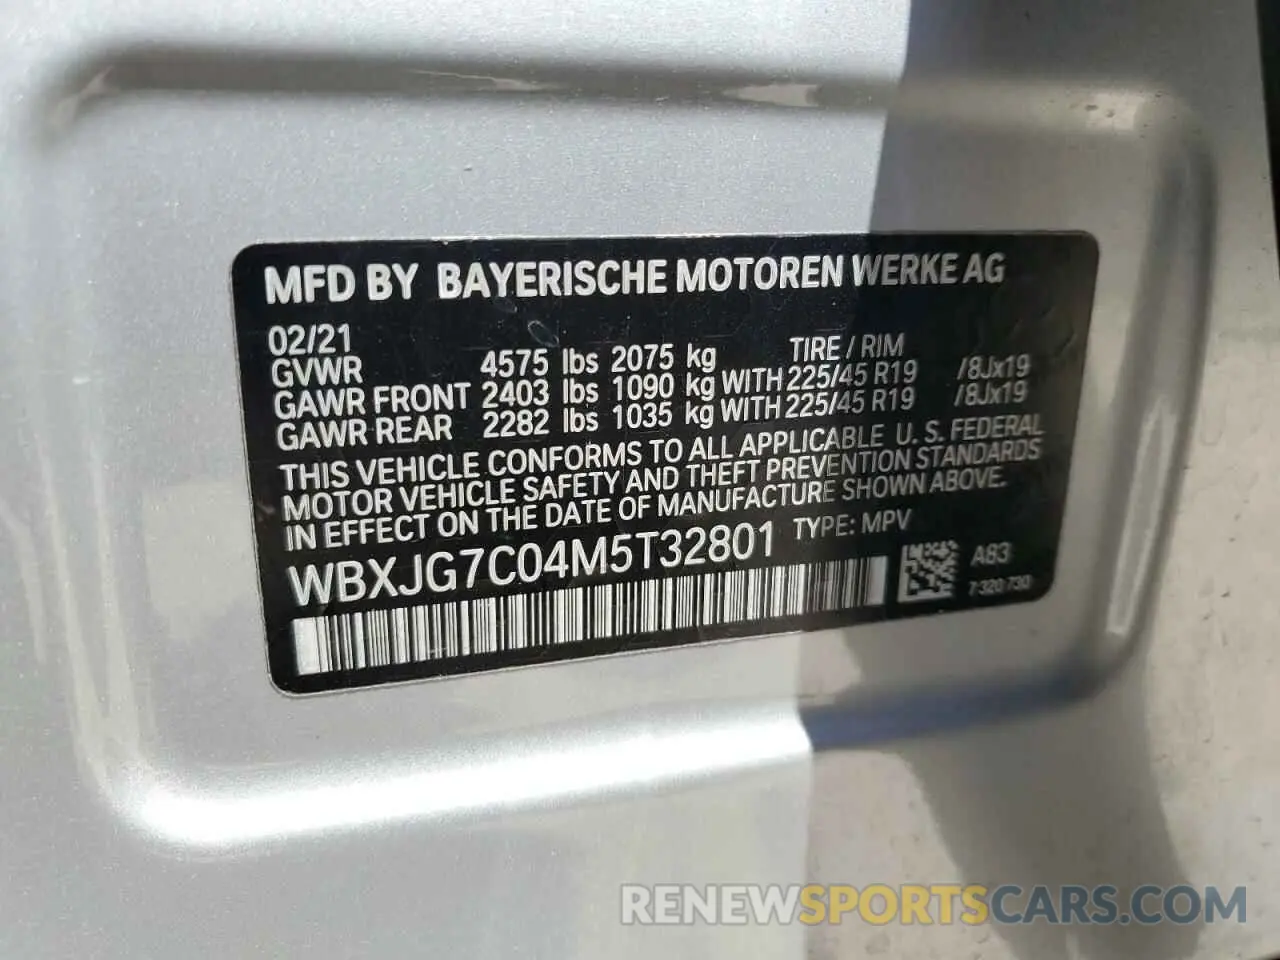 MFD BY BAYERISCHE MOTOREN WERKE AG
02/21 TIRE / RIM
GVWR 4575 lbs 2075 kg
GAWR FRONT 2403 lbs 1090 kg WITH 225/45 R19 /8Jx19
GAWR REAR 2282 lbs 1035 kg WITH 225/45 R19 /8Jx19
THIS VEHICLE CONFORMS TO ALL APPLICABLE U. S. FEDERAL
MOTOR VEHICLE SAFETY AND THEFT PREVENTION STANDARDS
IN EFFECT ON THE DATE OF MANUFACTURE SHOWN ABOVE.
WBXJG7C04M5T32801 TYPE: MPV
A83
7 320 730
RENEWSPORTSCARS.COM